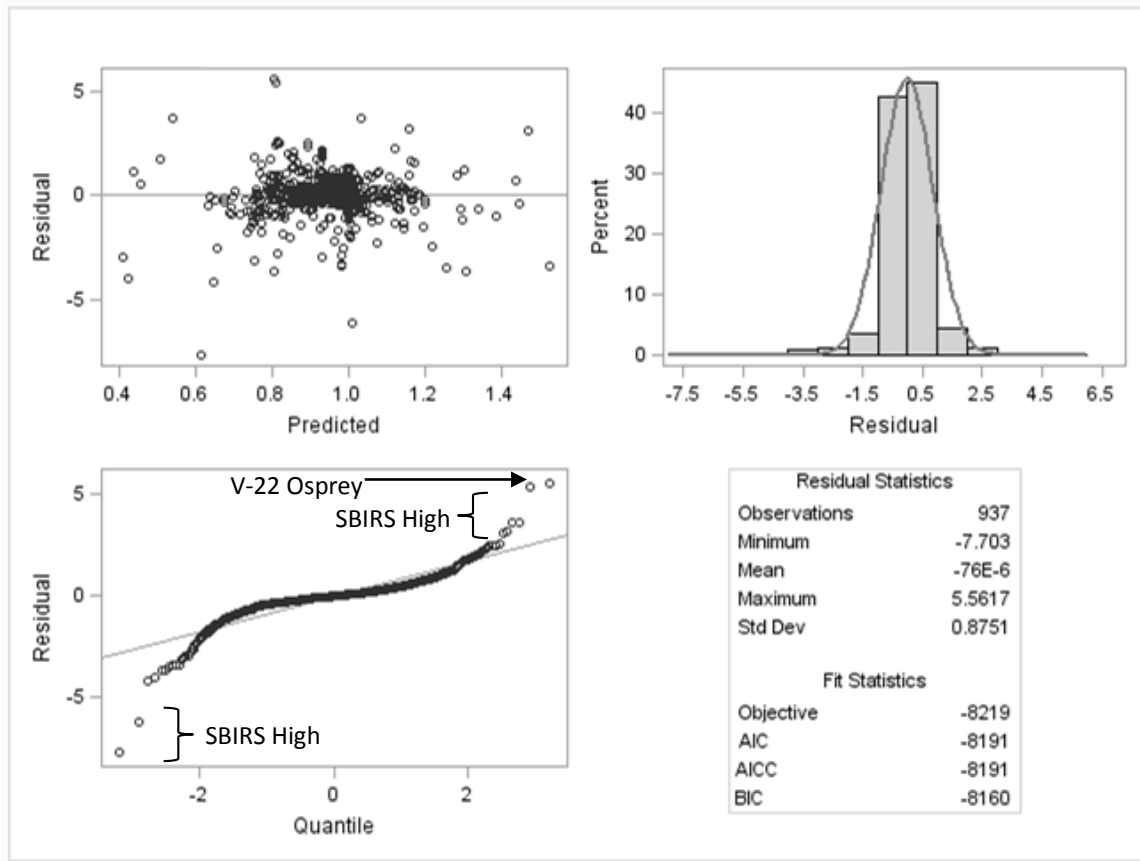 5
0
-5
Residual
0.4 0.6 0.8 1.0 1.2 1.4
Predicted
40
30
20
10
0
Percent
-7.5 -5.5 -3.5 -1.5 0.5 2.5 4.5 6.5
Residual
5
0
-5
Residual
V-22 Osprey
SBIRS High
SBIRS High
-2 0 2
Quantile
Residual Statistics
Observations 937
Minimum -7.703
Mean -76E-6
Maximum 5.5617
Std Dev 0.8751
Fit Statistics
Objective -8219
AIC -8191
AICC -8191
BIC -8160